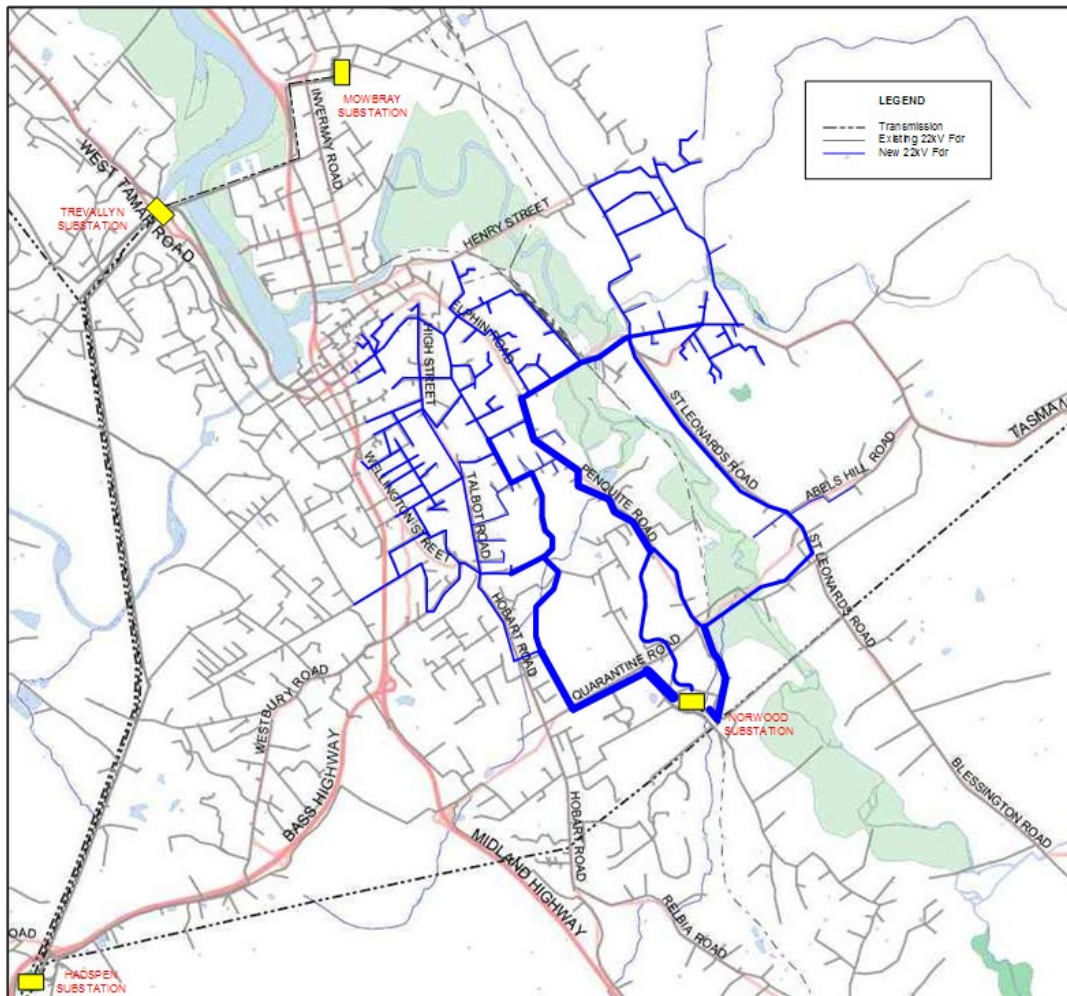 MOWBRAY
SUBSTATION
INVERMAY ROAD
LEGEND
Transmission
Existing 22kV Fdr
New 22kV Fdr
WEST TAMAR ROAD
TREVALLYN
SUBSTATION
HENRY STREET
ELPHIN ROAD
HIGH STREET
ST LEONARDS ROAD
TASMA
ABELS HILL ROAD
PENQUITE ROAD
WELLINGTON STREET
TALBOT ROAD
ST LEONARDS ROAD
HOBART ROAD
QUARANTINE ROAD
WESTBURY ROAD
NORWOOD
SUBSTATION
BASS HIGHWAY
HOBART ROAD
BLESSINGTON ROAD
MIDLAND HIGHWAY
RELBIA ROAD
OAD
HADSPEN
SUBSTATION